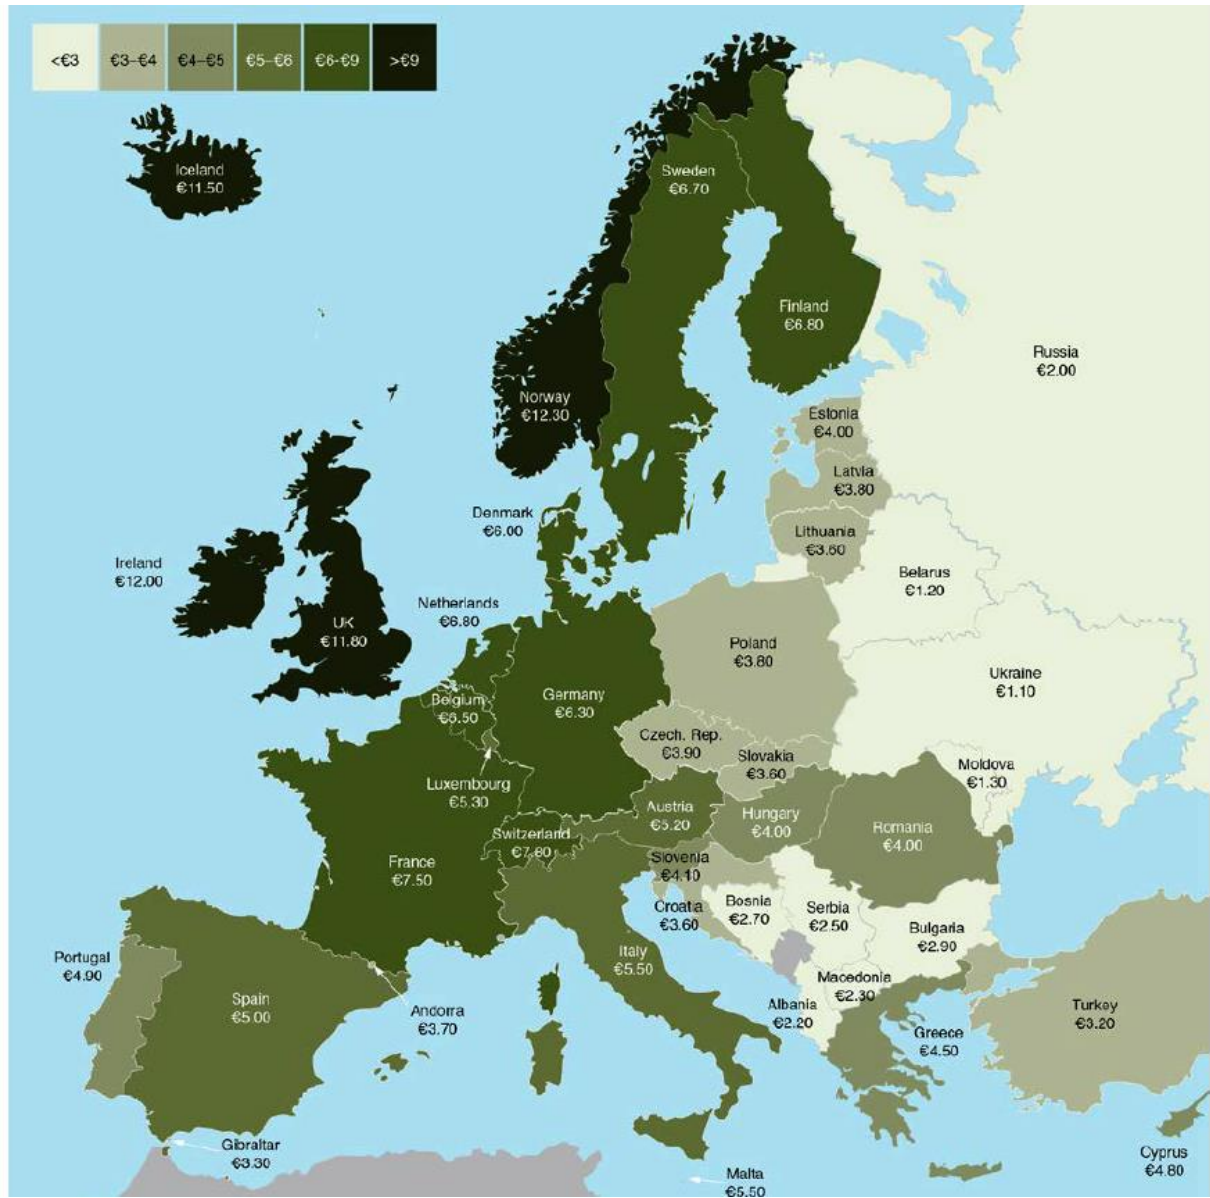 <€3 €3–€4 €4–€5 €5–€6 €6-€9 >€9
Iceland
€11.50
Sweden
€6.70
Finland
€6.80
Russia
€2.00
Norway
€12.30
Estonia
€4.00
Latvia
€3.80
Denmark
€6.00
Lithuania
€3.60
Ireland
€12.00
Belarus
€1.20
Netherlands
€6.80
UK
€11.80
Poland
€3.80
Ukraine
€1.10
Belgium
€6.50
Germany
€6.30
Czech. Rep.
€3.90
Slovakia
€3.60
Moldova
€1.30
Luxembourg
€5.30
Austria
€5.20
Hungary
€4.00
Romania
€4.00
Switzerland
€7.60
France
€7.50
Slovenia
€4.10
Croatia
€3.60
Bosnia
€2.70
Serbia
€2.50
Bulgaria
€2.90
Italy
€5.50
Portugal
€4.90
Spain
€5.00
Andorra
€3.70
Macedonia
€2.30
Albania
€2.20
Greece
€4.50
Turkey
€3.20
Gibraltar
€3.30
Malta
€5.50
Cyprus
€4.80